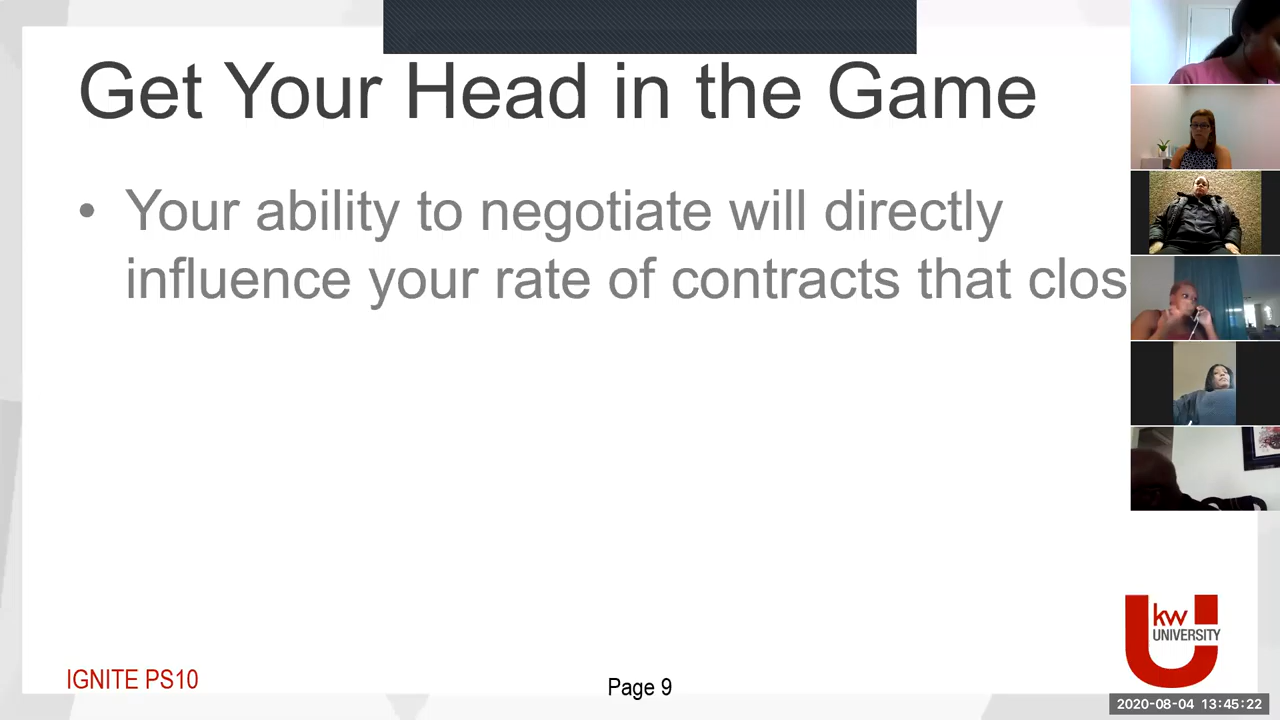 Get Your Head in the Game
• Your ability to negotiate will directly
influence your rate of contracts that clos
kw
UNIVERSITY
IGNITE PS10
Page 9
2020-08-04 13:45:22